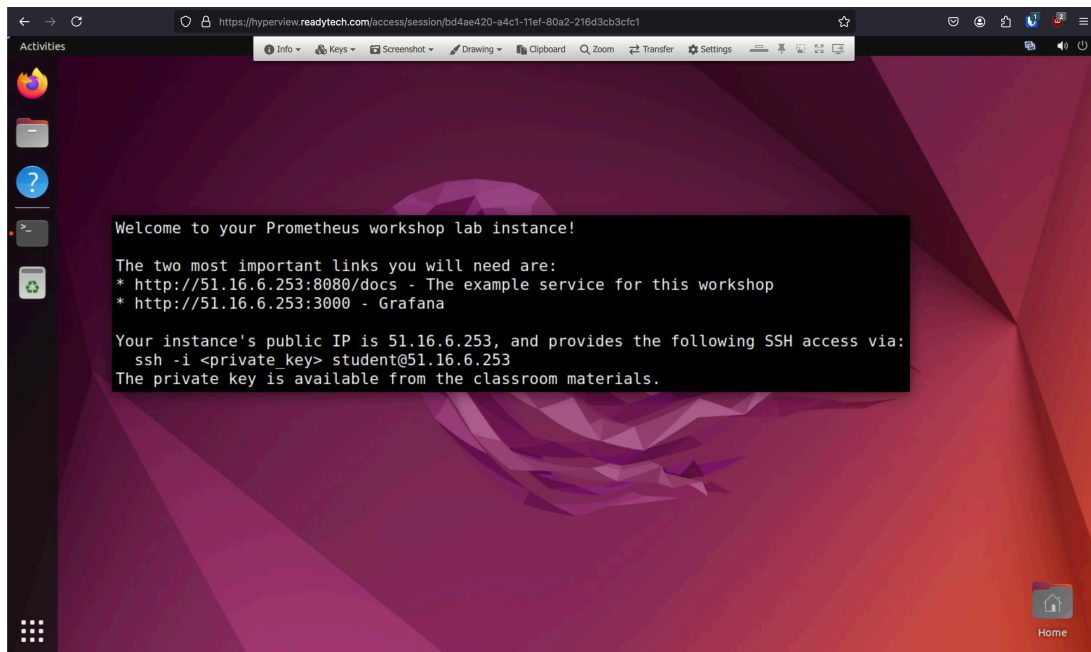 https://hyperview.readytech.com/access/session/bd4ae420-a4c1-11ef-80a2-216d3cb3cfc1
1
2
Activities
Info
Keys
Screenshot
Drawing
Clipboard
Zoom
Transfer
Settings
Welcome to your Prometheus workshop lab instance!
The two most important links you will need are:
* http://51.16.6.253:8080/docs - The example service for this workshop
* http://51.16.6.253:3000 - Grafana
Your instance's public IP is 51.16.6.253, and provides the following SSH access via:
ssh -i <private_key> student@51.16.6.253
The private key is available from the classroom materials.
Home